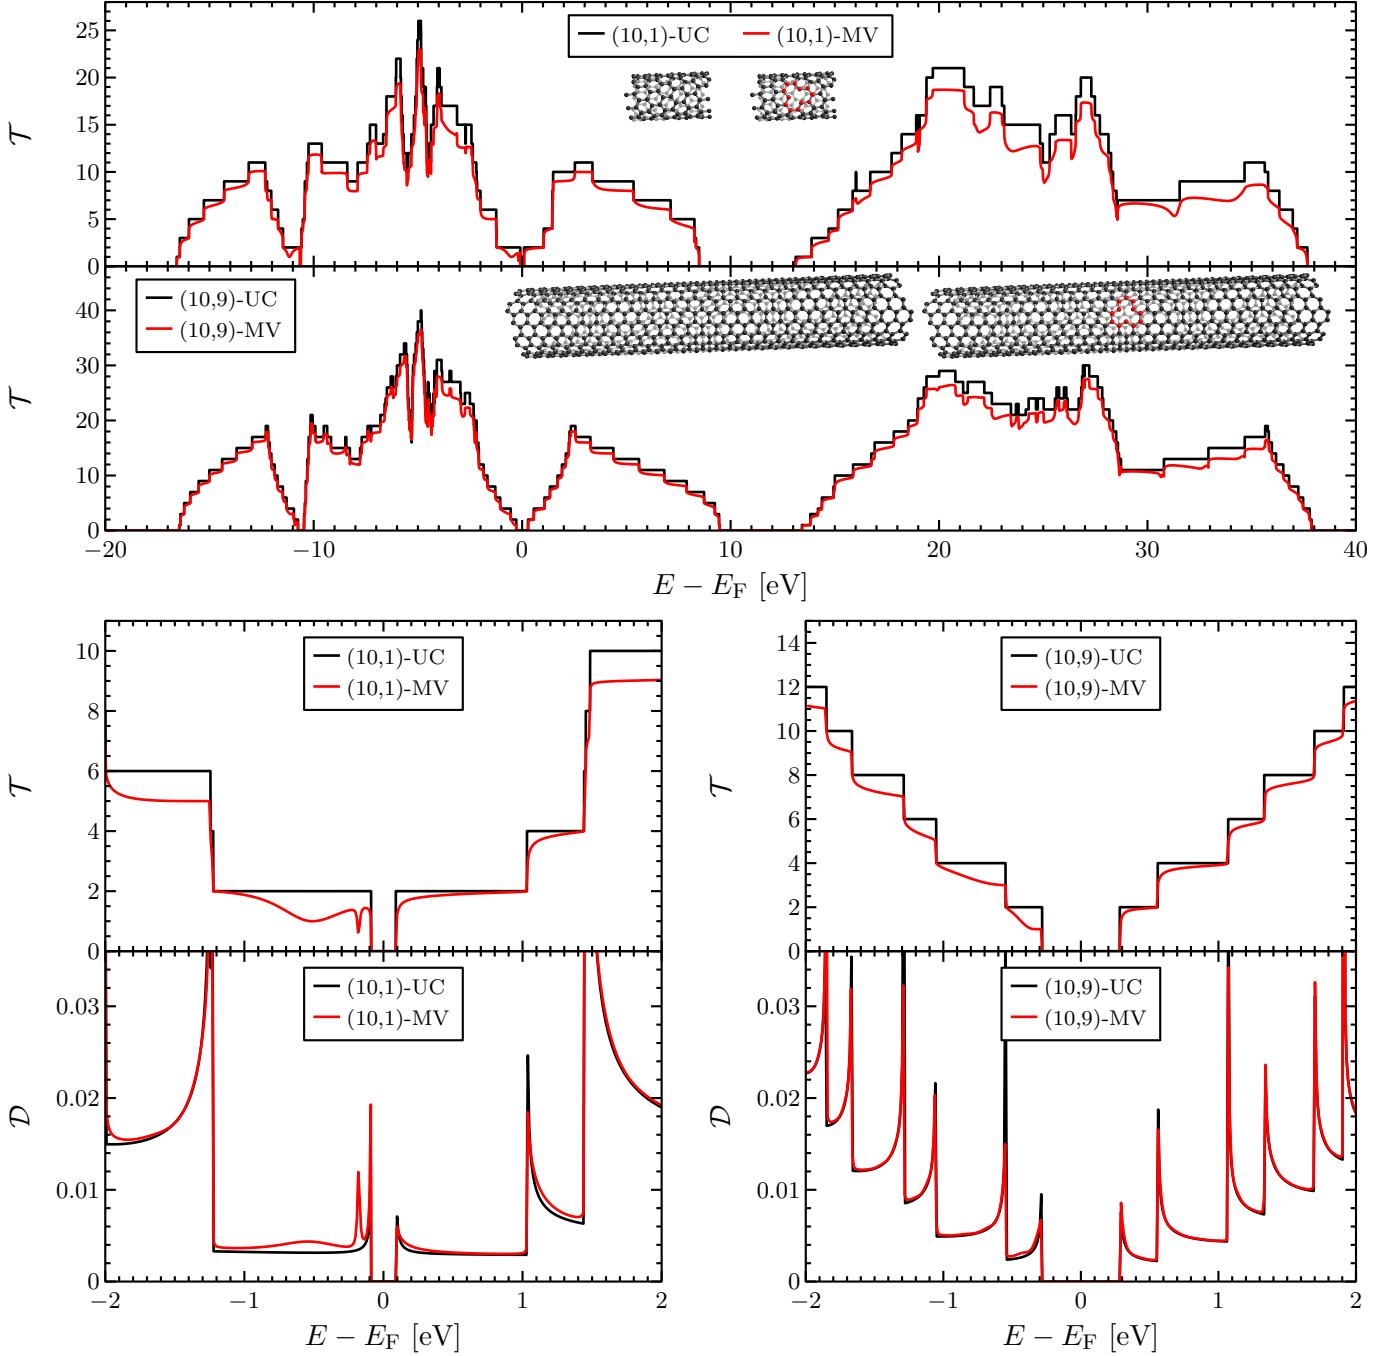 (10,1)-UC (10,1)-MV
25
20
15
10
5
0
𝒯
(10,9)-UC
(10,9)-MV
40
30
20
10
0
𝒯
−20 −10 0 10 20 30 40
E − E_F [eV]
(10,1)-UC
(10,1)-MV
10
8
6
4
2
0
𝒯
(10,9)-UC
(10,9)-MV
14
12
10
8
6
4
2
0
𝒯
(10,1)-UC
(10,1)-MV
0.03
0.02
0.01
0
𝒟
−2 −1 0 1 2
E − E_F [eV]
(10,9)-UC
(10,9)-MV
0.03
0.02
0.01
0
𝒟
−2 −1 0 1 2
E − E_F [eV]